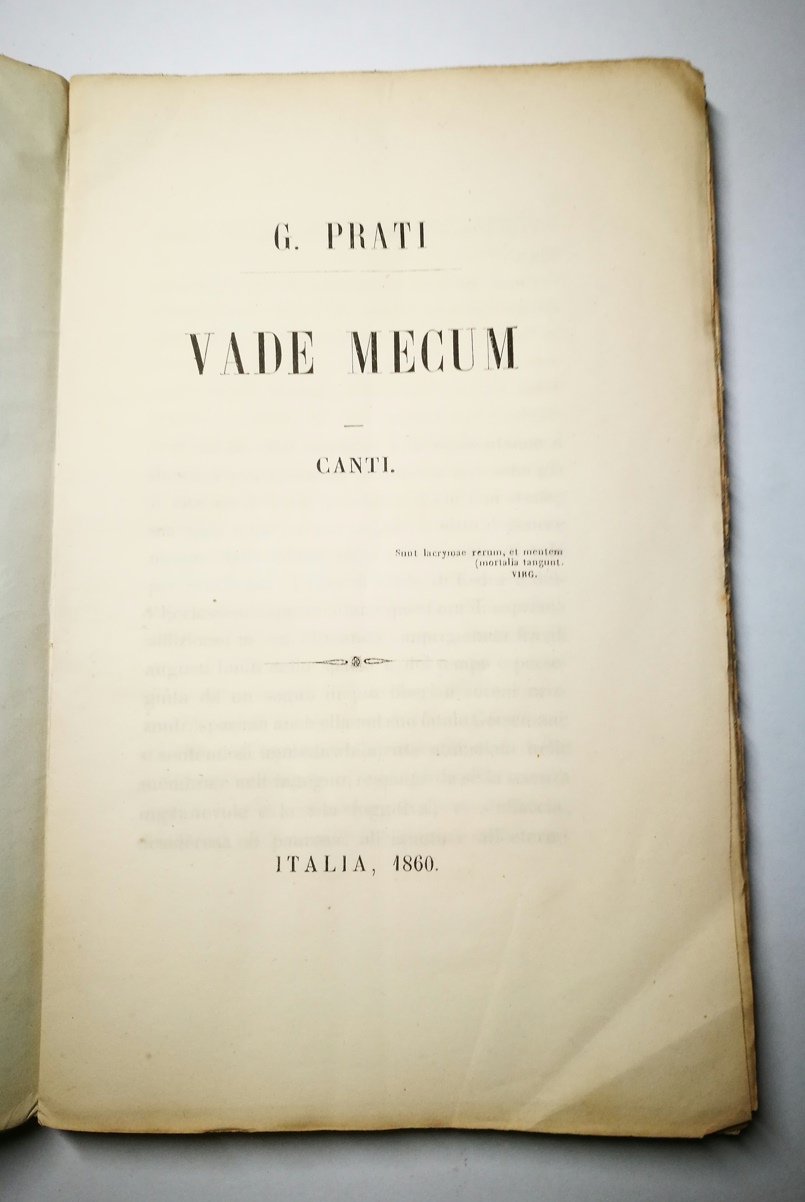 G. PRATI
VADE MECUM
CANTI.
Sunt lacrymae rerum, et mentem
(mortalia tangunt.
VIRG.
ITALIA, 1860.